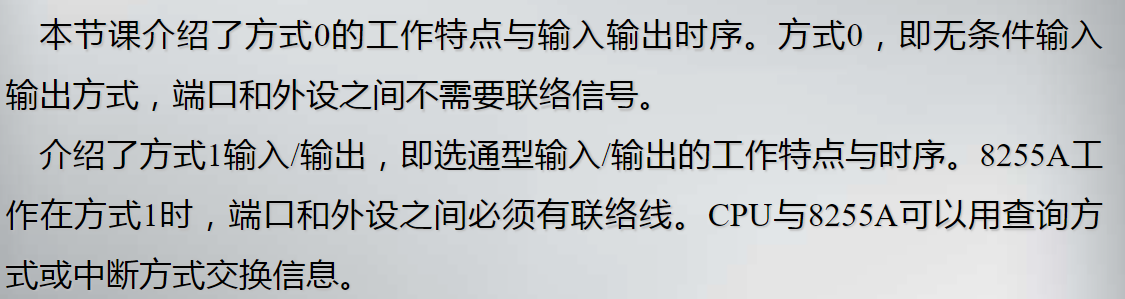 本节课介绍了方式0的工作特点与输入输出时序。方式0，即无条件输入
输出方式，端口和外设之间不需要联络信号。
介绍了方式1输入/输出，即选通型输入/输出的工作特点与时序。8255A工
作在方式1时，端口和外设之间必须有联络线。CPU与8255A可以用查询方
式或中断方式交换信息。